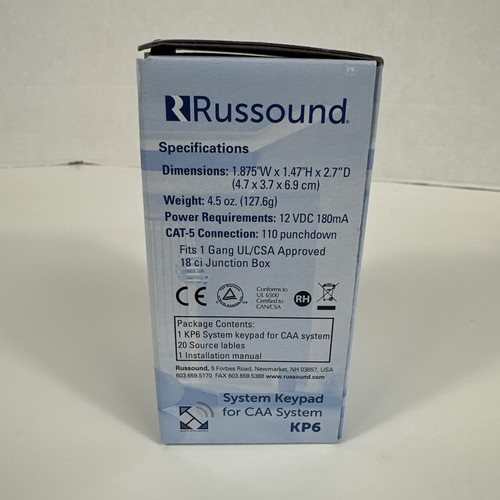 Russound
Specifications
Dimensions: 1.875"W x 1.47"H x 2.7"D
(4.7 x 3.7 x 6.9 cm)
Weight: 4.5 oz. (127.6g)
Power Requirements: 12 VDC 180mA
CAT-5 Connection: 110 punchdown
Fits 1 Gang UL/CSA Approved
18 ci Junction Box
CE
Conforms to
UL 6500
Certified to
CAN/CSA
RH
Package Contents:
1 KP6 System keypad for CAA system
20 Source lables
1 Installation manual
Russound, 5 Forbes Road, Newmarket, NH 03857, USA
603.659.5170 FAX 603.659.5388 www.russound.com
System Keypad
for CAA System
KP6